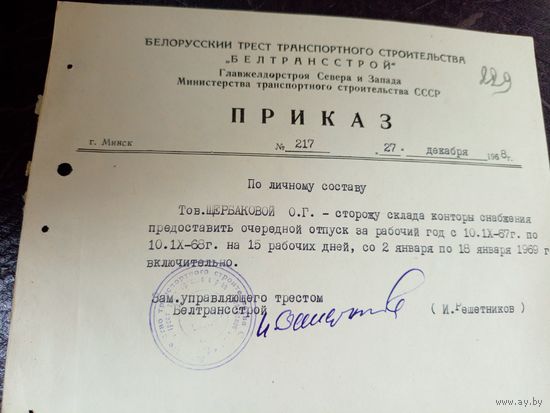 БЕЛОРУССКИЙ ТРЕСТ ТРАНСПОРТНОГО СТРОИТЕЛЬСТВА
„БЕЛТРАНССТРОЙ"
Главжелдорстроя Севера и Запада
Министерства транспортного строительства СССР
229
ПРИКАЗ
г. Минск № 217 27 · декабря 1968г.
По личному составу
Тов.ЩЕРБАКОВОЙ О.Г. - сторожу склада конторы снабжения
предоставить очередной отпуск за рабочий год с 10.IX-67г. по
10.IX-68г. на 15 рабочих дней, со 2 января по 18 января 1969 г
включительно.
Зам.управляющего трестом
Белтрансстрой ( И.Решетников )
www.ay.by